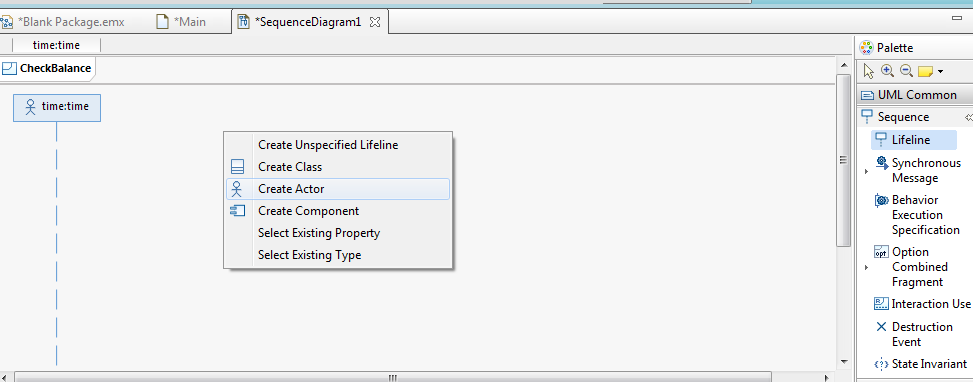 *Blank Package.emx
*Main
*SequenceDiagram1
time:time
CheckBalance
time:time
Create Unspecified Lifeline
Create Class
Create Actor
Create Component
Select Existing Property
Select Existing Type
Palette
UML Common
Sequence
Lifeline
Synchronous
Message
Behavior
Execution
Specification
Option
Combined
Fragment
Interaction Use
Destruction
Event
State Invariant